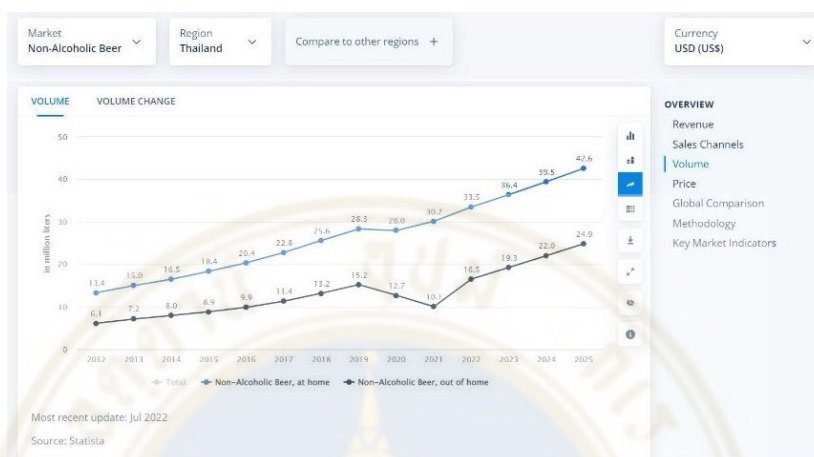 Market
Non-Alcoholic Beer
Region
Thailand
Compare to other regions +
Currency
USD (US$)
VOLUME VOLUME CHANGE
in million liters
50
40
30
20
10
0
13.4 15.0 16.5 18.4 20.4 22.8 25.6 28.3 28.0 30.2 33.5 36.4 39.5 42.6
6.1 7.2 8.0 8.9 9.9 11.4 13.2 15.2 12.7 10.1 16.5 19.3 22.0 24.9
2012 2013 2014 2015 2016 2017 2018 2019 2020 2021 2022 2023 2024 2025
Total Non-Alcoholic Beer, at home Non-Alcoholic Beer, out of home
Most recent update: Jul 2022
Source: Statista
OVERVIEW
Revenue
Sales Channels
Volume
Price
Global Comparison
Methodology
Key Market Indicators